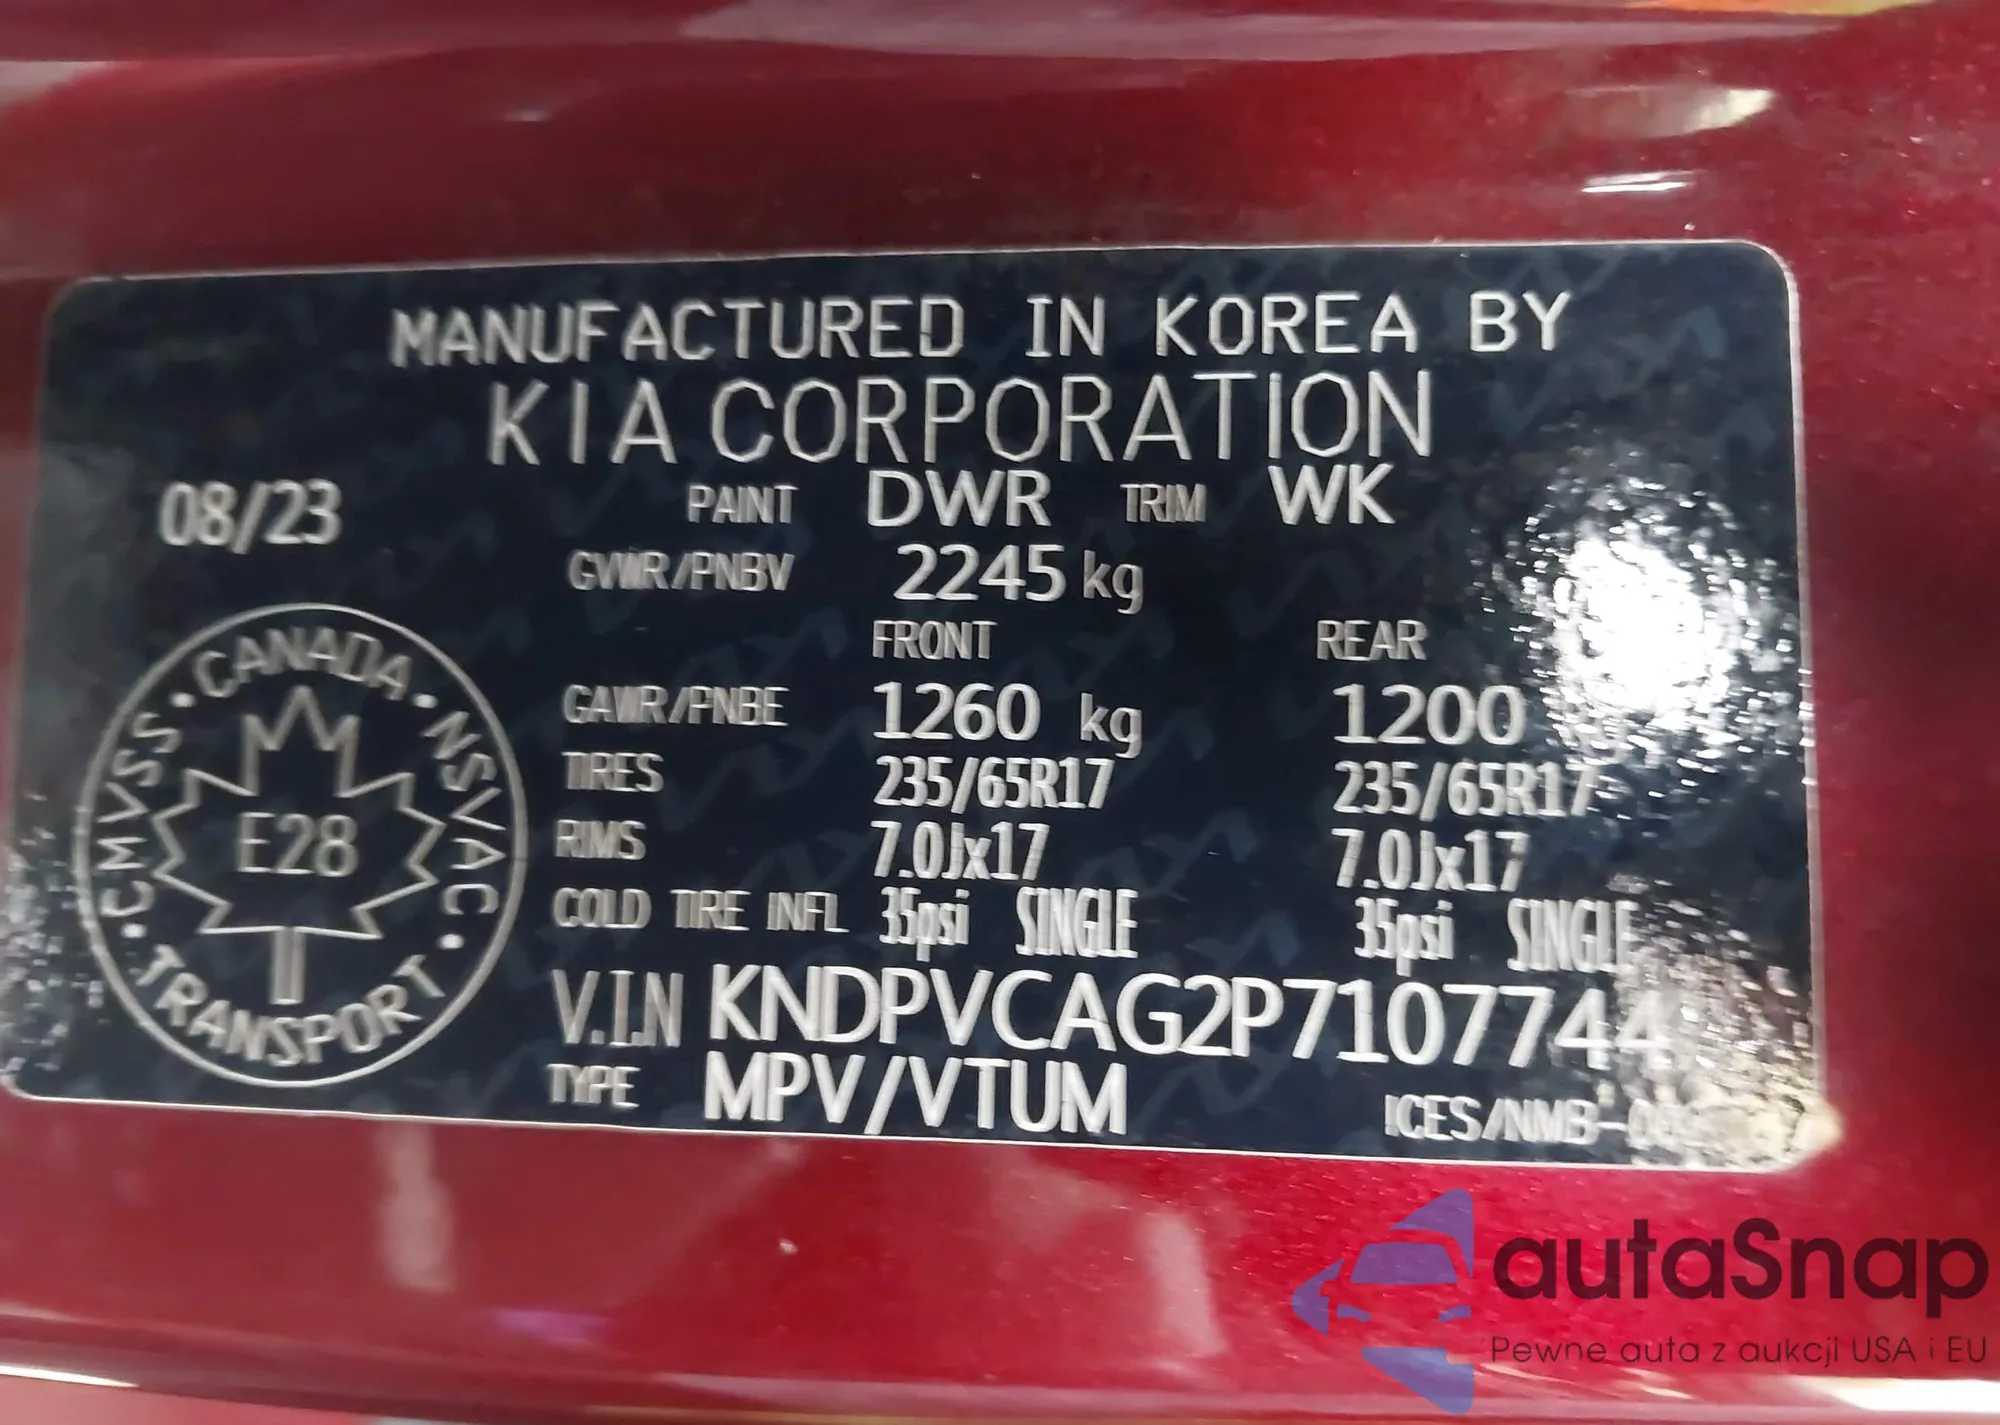 MANUFACTURED IN KOREA BY
KIA CORPORATION
08/23 PAINT DWR TRIM WK
GVWR/PNBV 2245 kg
FRONT REAR
GAWR/PNBE 1260 kg 1200
TIRES 235/65R17 235/65R17
RIMS 7.0Jx17 7.0Jx17
COLD TIRE INFL 35psi SINGLE 35psi SINGLE
V.I.N KNDPVCAG2P7107744
TYPE MPV/VTUM
CMVSS • CANADA • NSVAC • TRANSPORT
E28
autaSnap
Pewne auta z aukcji USA i EU